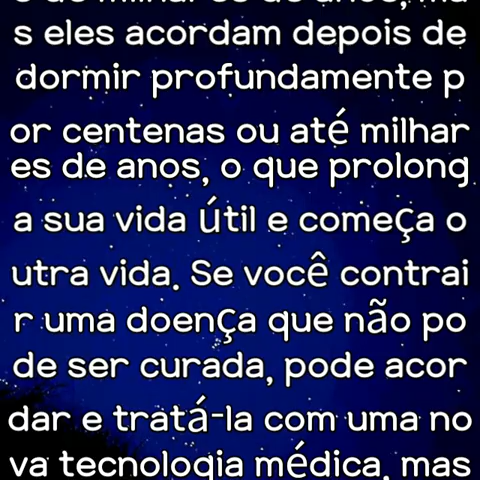 s eles acordam depois de
dormir profundamente p
or centenas ou até milhar
es de anos, o que prolong
a sua vida útil e começa o
utra vida. Se você contrai
r uma doença que não po
de ser curada, pode acor
dar e tratá-la com uma no
va tecnologia médica, mas